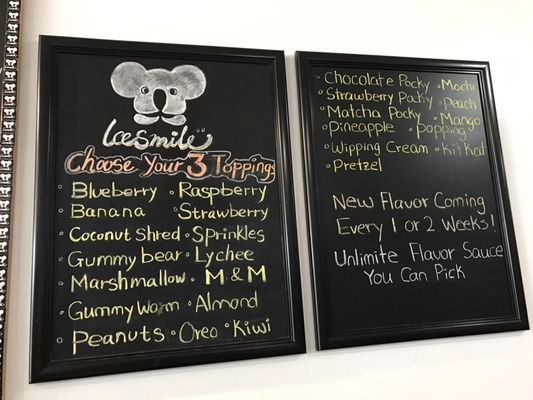 Icesmile
Choose Your 3 Toppings
Blueberry Raspberry
Banana Strawberry
Coconut Shred Sprinkles
Gummy bear Lychee
Marshmallow M & M
Gummy Worm Almond
Peanuts Oreo Kiwi
Chocolate Pocky Mochi
Strawberry Pocky Peach
Matcha Pocky Mango
Pineapple Popping
Wipping Cream Kit Kat
Pretzel
New Flavor Coming
Every 1 or 2 Weeks!
Unlimite Flavor Sauce
You Can Pick